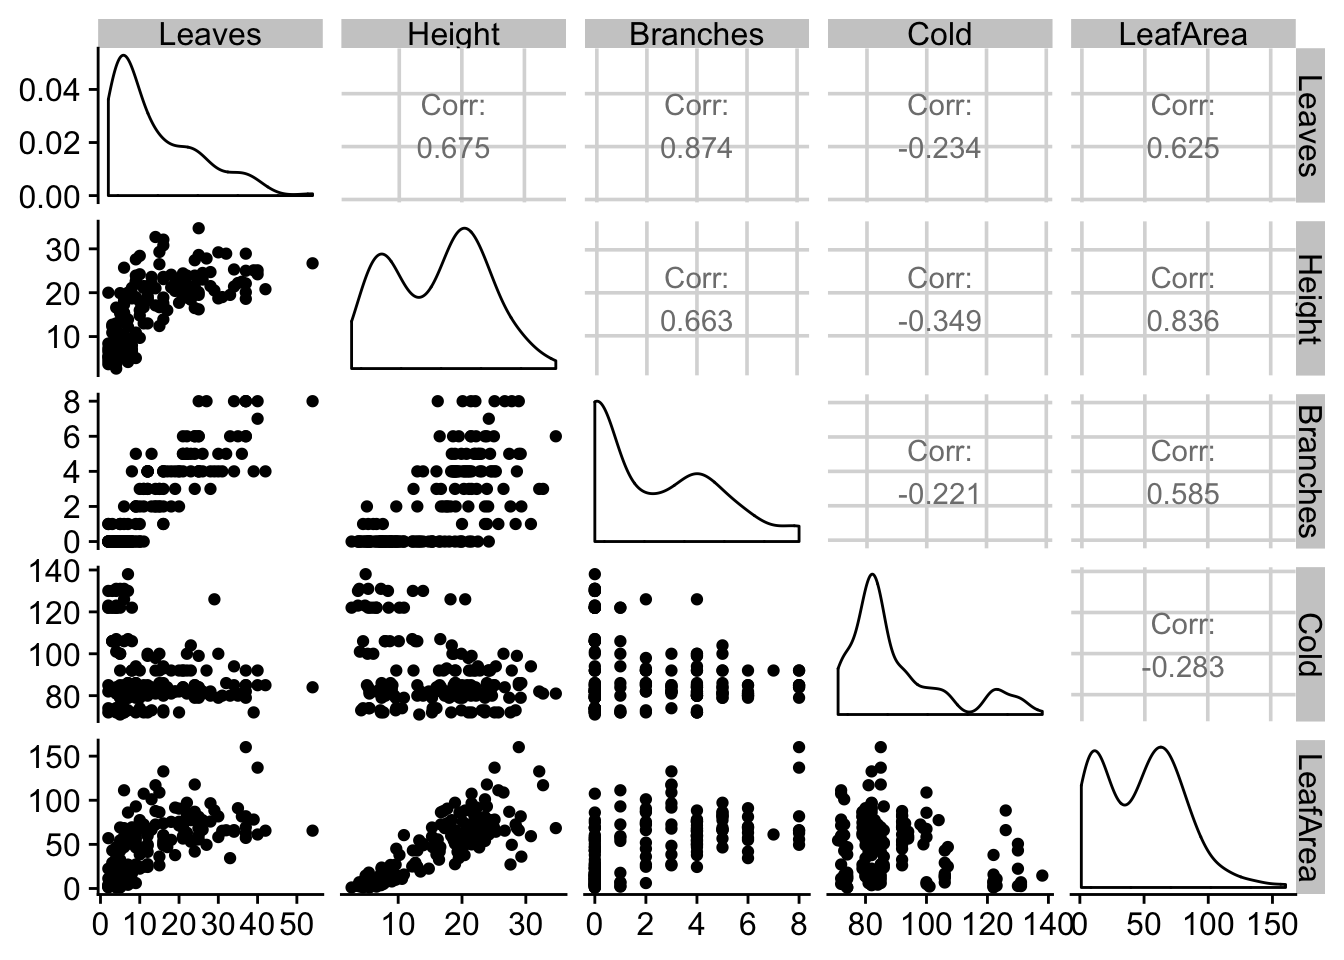 Leaves Height Branches Cold LeafArea
0.04
0.02
0.00
Corr:
0.675
Corr:
0.874
Corr:
-0.234
Corr:
0.625
Leaves
30
20
10
Corr:
0.663
Corr:
-0.349
Corr:
0.836
Height
8
6
4
2
0
Corr:
-0.221
Corr:
0.585
Branches
140
120
100
80
Corr:
-0.283
Cold
150
100
50
0
LeafArea
0 10 20 30 40 50 10 20 30 0 2 4 6 8 80 100 120 140 0 50 100 150